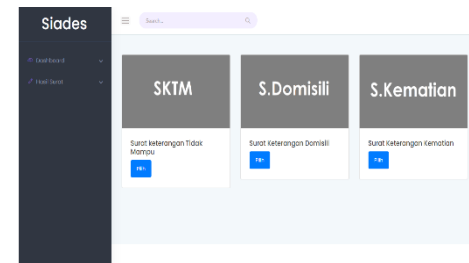 Siades
Search...
Dashboard
Hasil Surat
SKTM
S.Domisili
S.Kematian
Surat keterangan Tidak
Mampu
Pilih
Surat Keterangan Domisili
Pilih
Surat Keterangan Kematian
Pilih